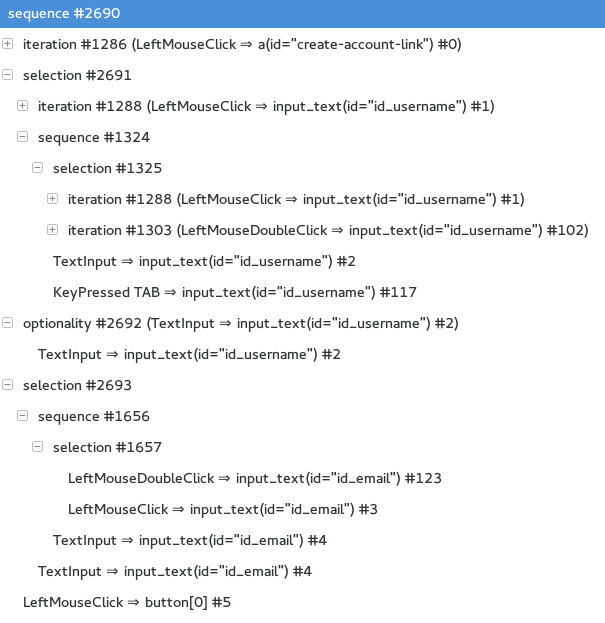 sequence #2690
iteration #1286 (LeftMouseClick ⇒ a(id="create-account-link") #0)
selection #2691
iteration #1288 (LeftMouseClick ⇒ input_text(id="id_username") #1)
sequence #1324
selection #1325
iteration #1288 (LeftMouseClick ⇒ input_text(id="id_username") #1)
iteration #1303 (LeftMouseDoubleClick ⇒ input_text(id="id_username") #102)
TextInput ⇒ input_text(id="id_username") #2
KeyPressed TAB ⇒ input_text(id="id_username") #117
optionality #2692 (TextInput ⇒ input_text(id="id_username") #2)
TextInput ⇒ input_text(id="id_username") #2
selection #2693
sequence #1656
selection #1657
LeftMouseDoubleClick ⇒ input_text(id="id_email") #123
LeftMouseClick ⇒ input_text(id="id_email") #3
TextInput ⇒ input_text(id="id_email") #4
TextInput ⇒ input_text(id="id_email") #4
LeftMouseClick ⇒ button[0] #5